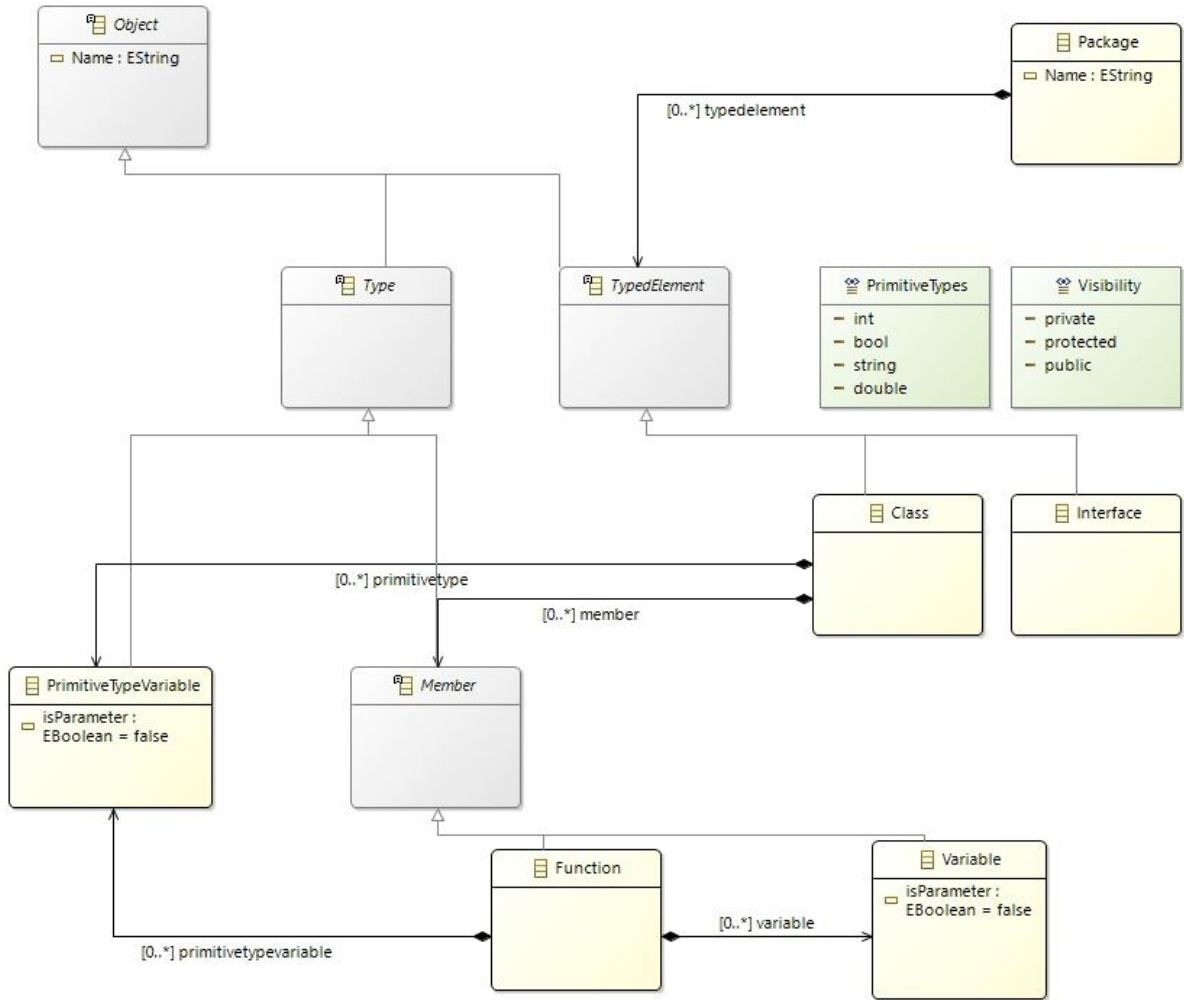 Object
Name : EString
Package
Name : EString
[0..*] typedelement
Type
TypedElement
PrimitiveTypes
int
bool
string
double
Visibility
private
protected
public
Class
Interface
[0..*] primitivetype
[0..*] member
PrimitiveTypeVariable
isParameter :
EBoolean = false
Member
Function
Variable
isParameter :
EBoolean = false
[0..*] variable
[0..*] primitivetypevariable